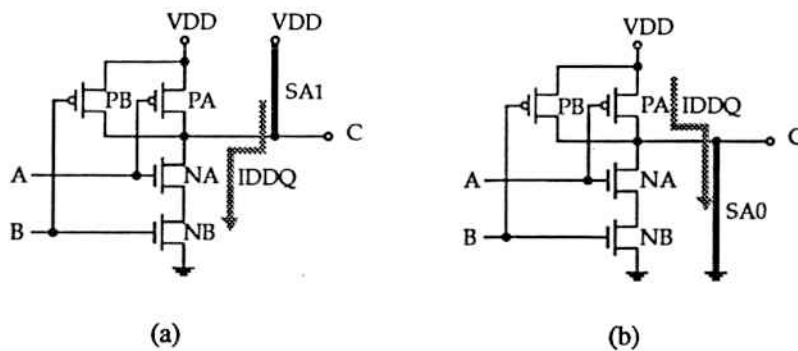 VDD VDD
PB PA SA1
C
A NA IDDQ
B NB
(a)
VDD
PB PA IDDQ
C
A NA
SA0
B NB
(b)